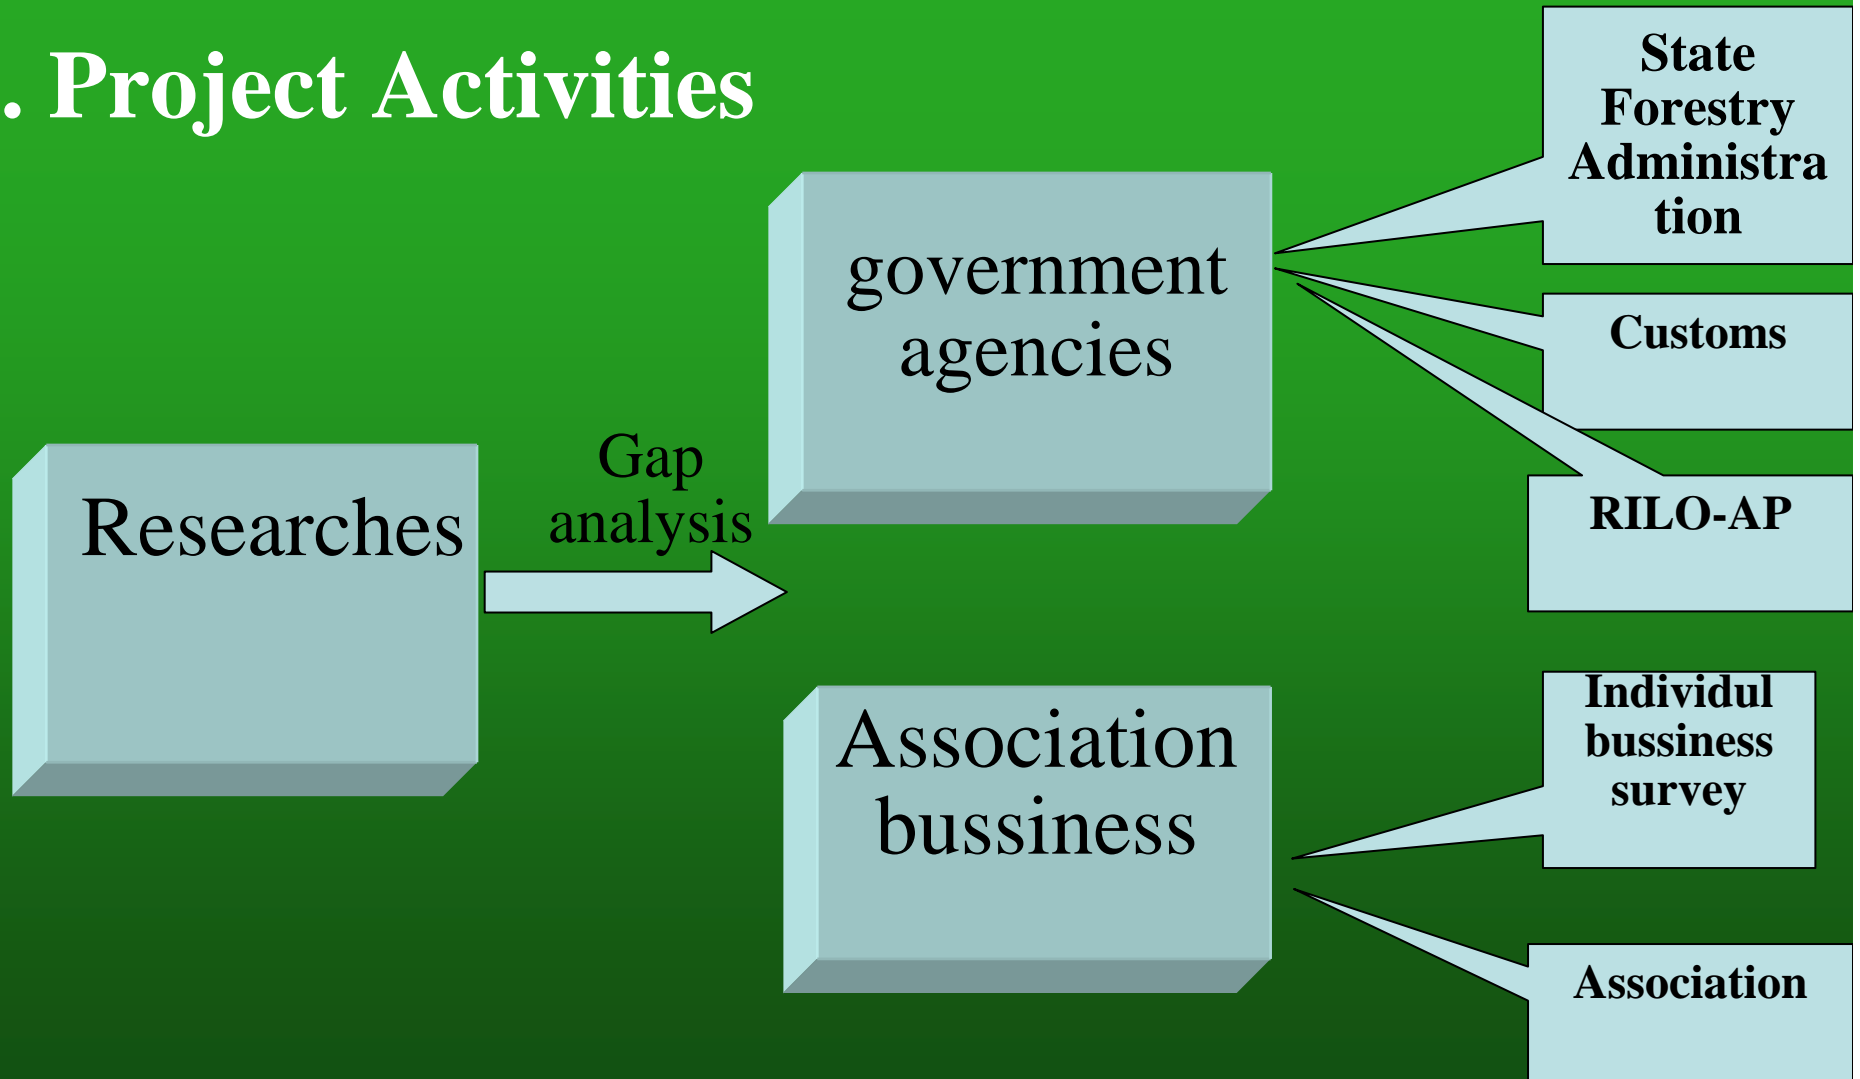 . Project Activities
State
Forestry
Administra
tion
government
agencies
Customs
Gap
analysis
Researches
RILO-AP
Individul
bussiness
survey
Association
bussiness
Association